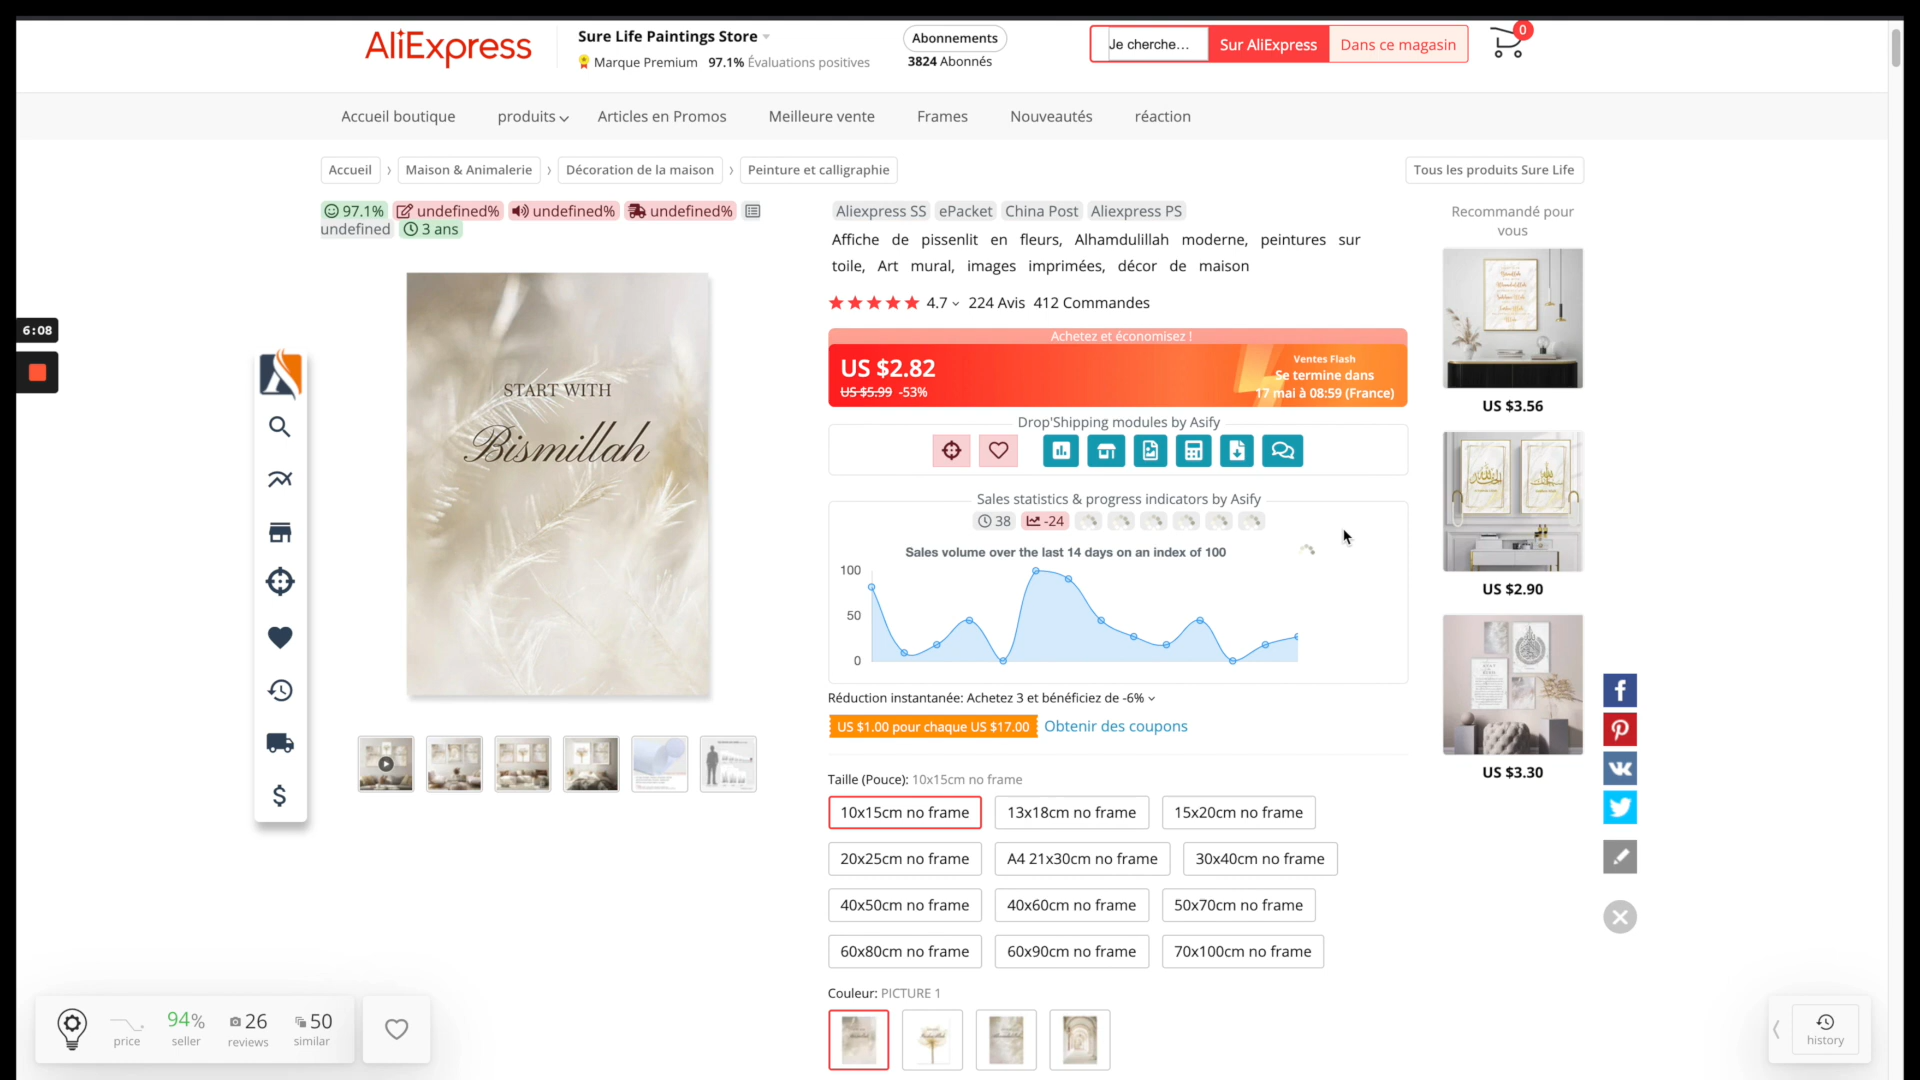 AliExpress
Sure Life Paintings Store
Marque Premium 97.1% Évaluations positives
Abonnements
3824 Abonnés
Je cherche...
Sur AliExpress
Dans ce magasin
0
Accueil boutique
produits
Articles en Promos
Meilleure vente
Frames
Nouveautés
réaction
Accueil
Maison & Animalerie
Décoration de la maison
Peinture et calligraphie
Tous les produits Sure Life
97.1% undefined% undefined% undefined%
undefined 3 ans
Aliexpress SS ePacket China Post Aliexpress PS
Affiche de pissenlit en fleurs, Alhamdulillah moderne, peintures sur
toile, Art mural, images imprimées, décor de maison
4.7 224 Avis 412 Commandes
Achetez et économisez !
US $2.82
US $5.99 -53%
Ventes Flash
Se termine dans
17 mai à 08:59 (France)
Drop'Shipping modules by Asify
Sales statistics & progress indicators by Asify
38 -24
Sales volume over the last 14 days on an index of 100
100
50
0
Réduction instantanée: Achetez 3 et bénéficiez de -6%
US $1.00 pour chaque US $17.00 Obtenir des coupons
Taille (Pouce): 10x15cm no frame
10x15cm no frame 13x18cm no frame 15x20cm no frame
20x25cm no frame A4 21x30cm no frame 30x40cm no frame
40x50cm no frame 40x60cm no frame 50x70cm no frame
60x80cm no frame 60x90cm no frame 70x100cm no frame
Couleur: PICTURE 1
START WITH
Bismillah
6:08
Recommandé pour
vous
US $3.56
US $2.90
US $3.30
price
94%
seller
26
reviews
50
similar
history